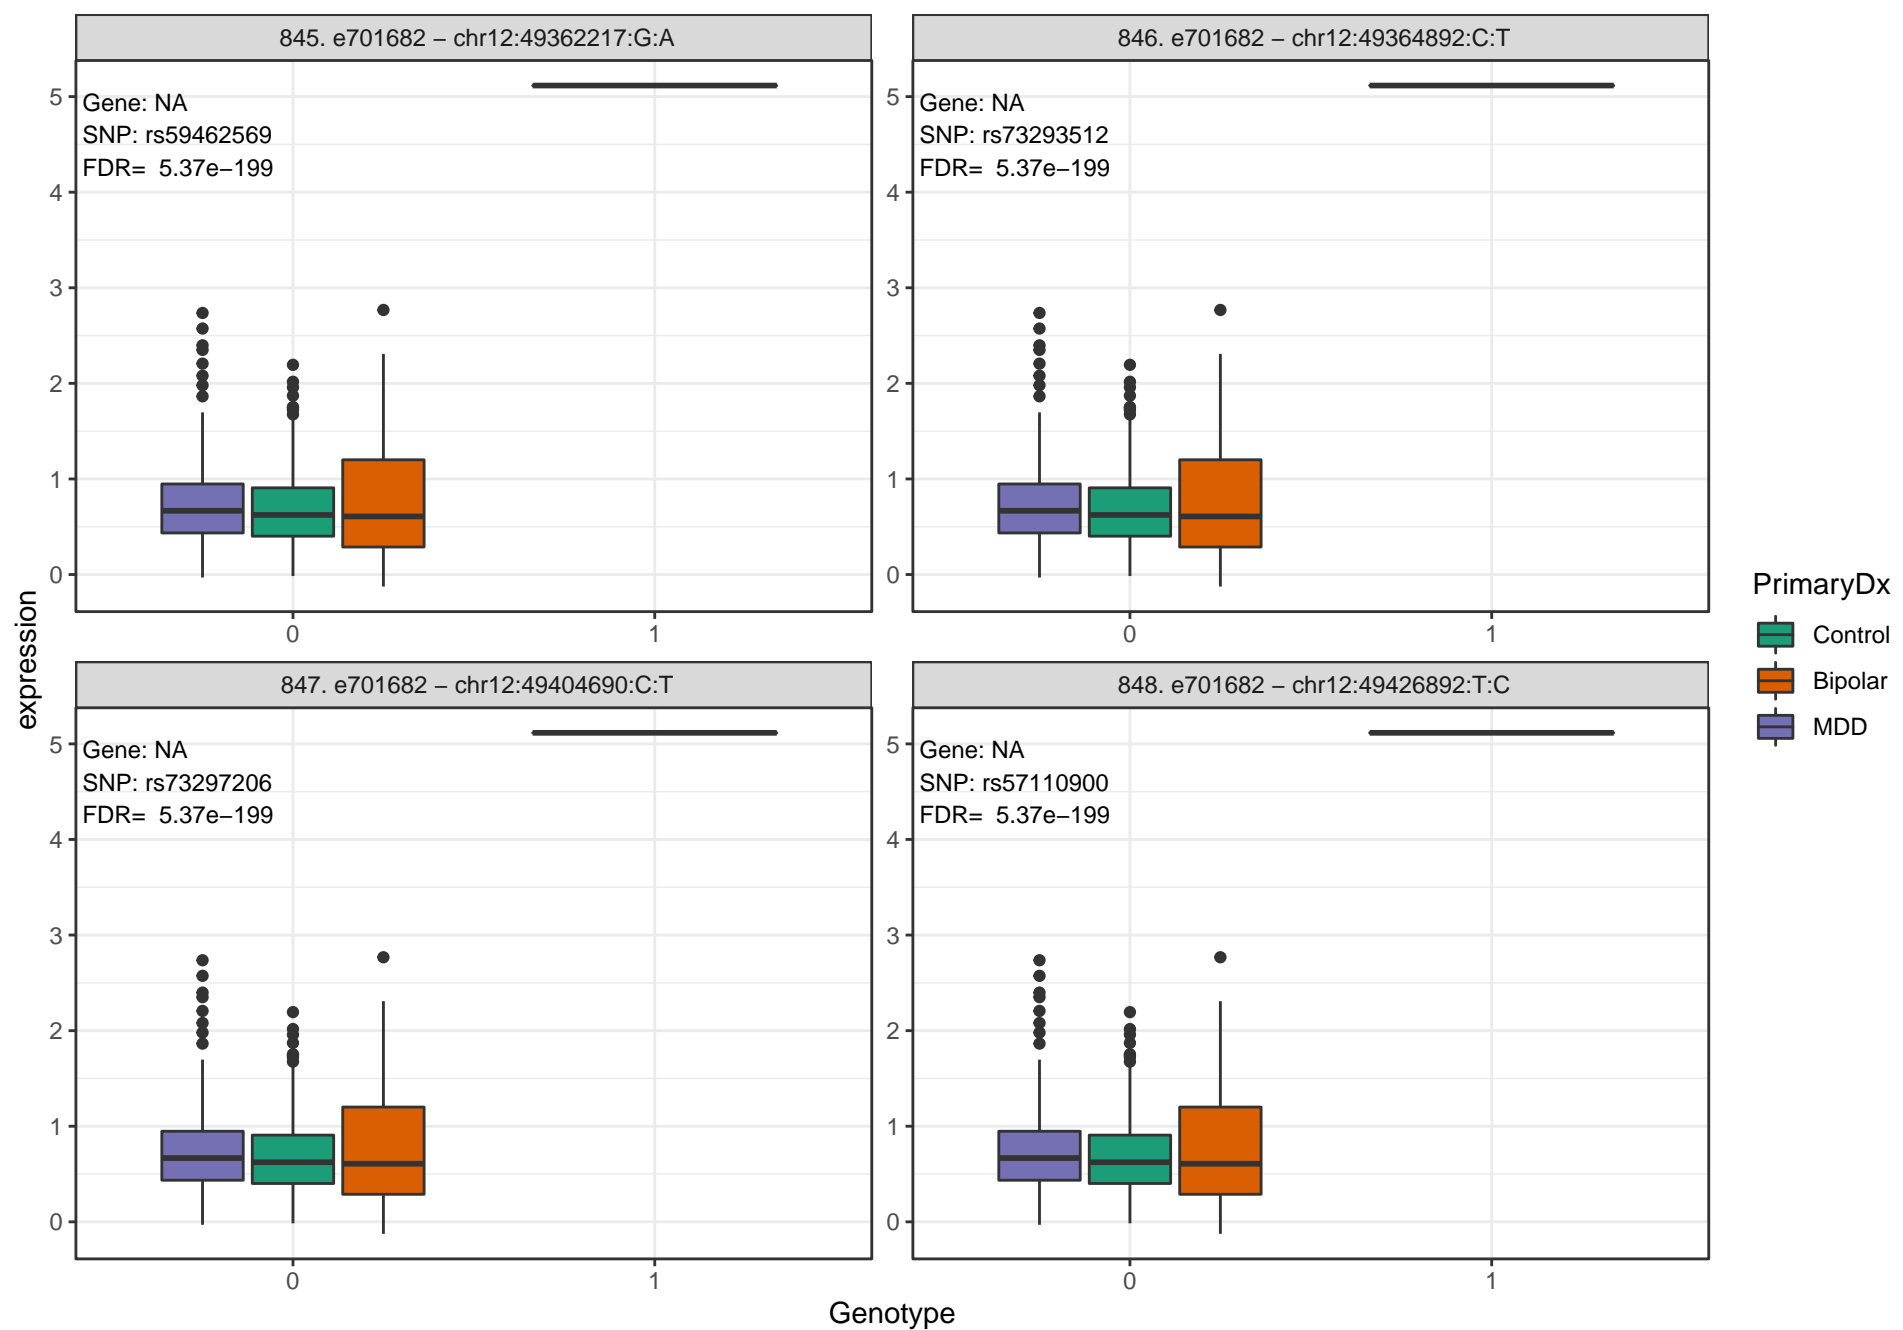 845. e701682 − chr12:49362217:G:A
846. e701682 − chr12:49364892:C:T
Gene: NA
SNP: rs59462569
FDR=  5.37e−199
Gene: NA
SNP: rs73293512
FDR=  5.37e−199
5
4
3
2
1
0
5
4
3
2
1
0
0
1
0
1
847. e701682 − chr12:49404690:C:T
848. e701682 − chr12:49426892:T:C
Gene: NA
SNP: rs73297206
FDR=  5.37e−199
Gene: NA
SNP: rs57110900
FDR=  5.37e−199
5
4
3
2
1
0
5
4
3
2
1
0
0
1
0
1
expression
Genotype
PrimaryDx
Control
Bipolar
MDD